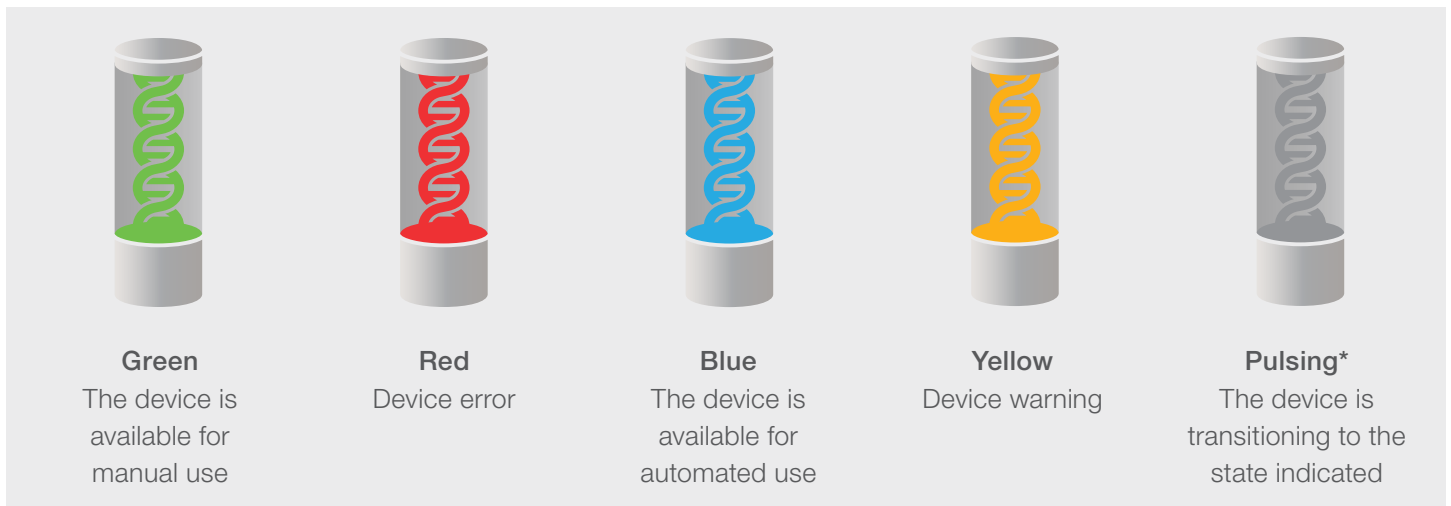 Green
The device is
available for
manual use
Red
Device error
Blue
The device is
available for
automated use
Yellow
Device warning
Pulsing*
The device is
transitioning to the
state indicated